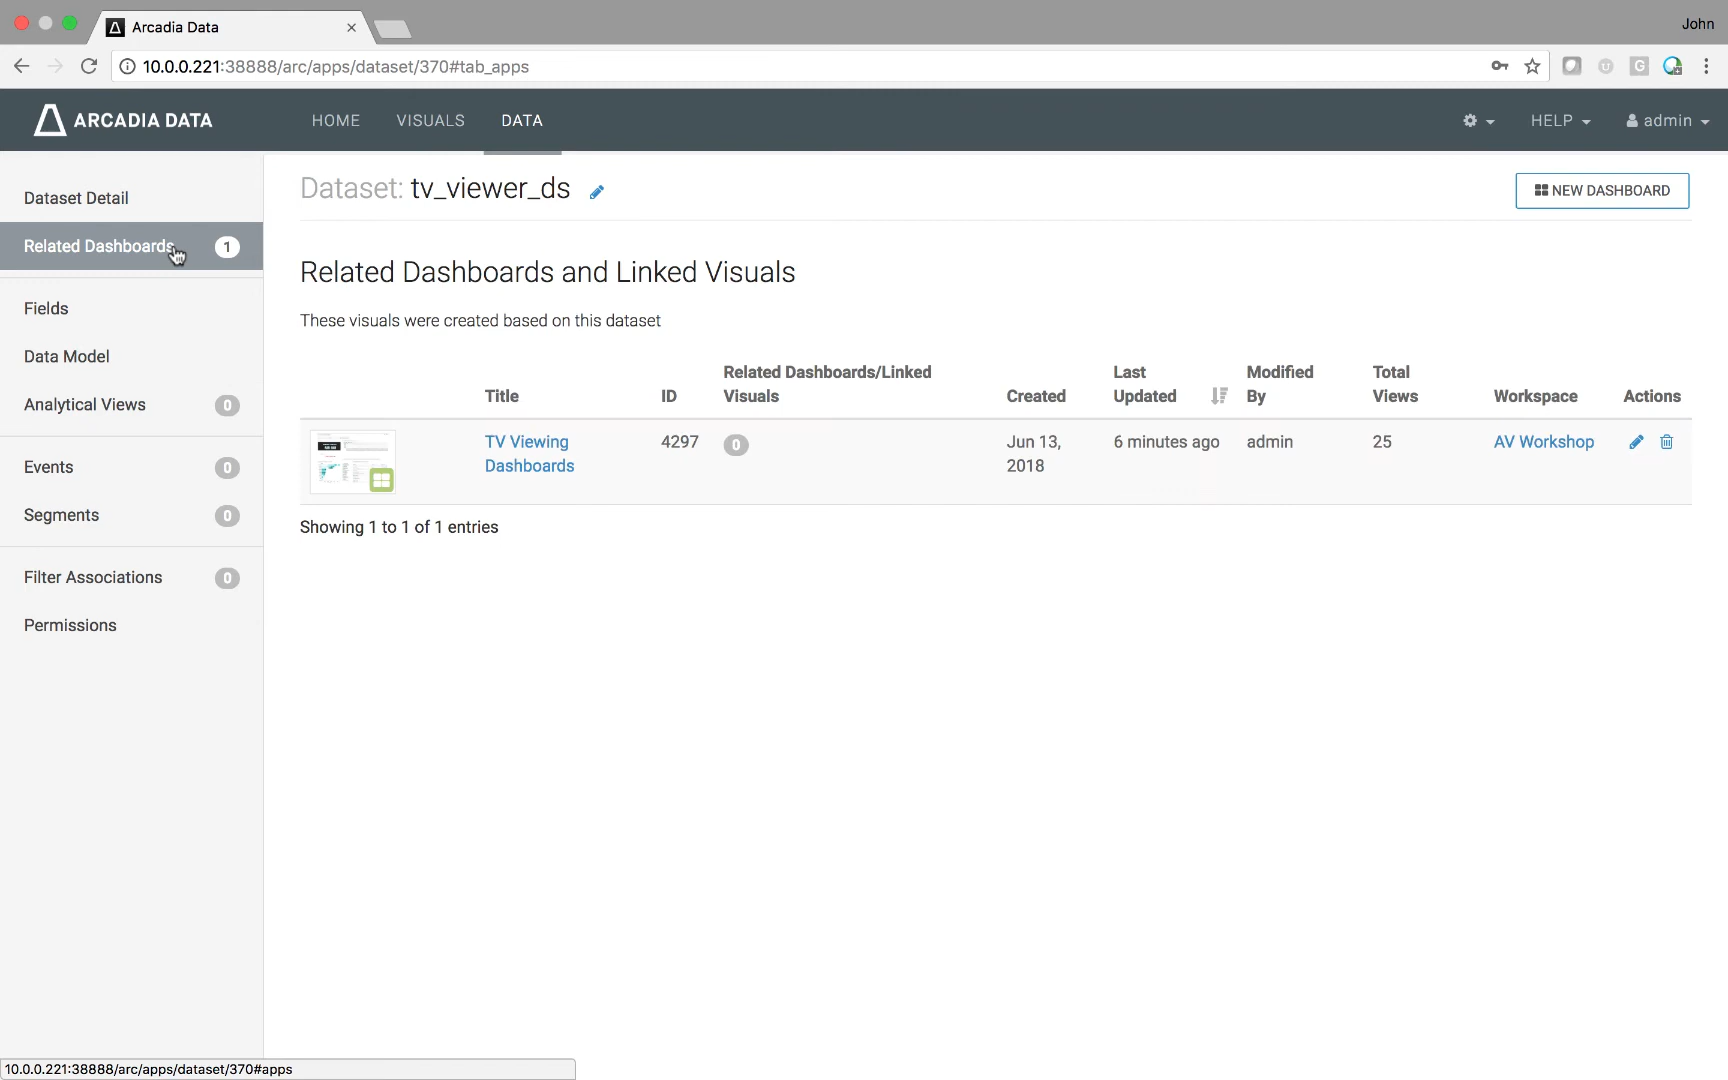 Arcadia Data
John
10.0.0.221:38888/arc/apps/dataset/370#tab_apps
ARCADIA DATA
HOME
VISUALS
DATA
HELP
admin
Dataset Detail
Related Dashboards 1
Fields
Data Model
Analytical Views 0
Events 0
Segments 0
Filter Associations 0
Permissions
Dataset: tv_viewer_ds
NEW DASHBOARD
Related Dashboards and Linked Visuals
These visuals were created based on this dataset
Title
ID
Related Dashboards/Linked
Visuals
Created
Last
Updated
Modified
By
Total
Views
Workspace
Actions
TV Viewing
Dashboards
4297
0
Jun 13,
2018
6 minutes ago
admin
25
AV Workshop
Showing 1 to 1 of 1 entries
10.0.0.221:38888/arc/apps/dataset/370#apps